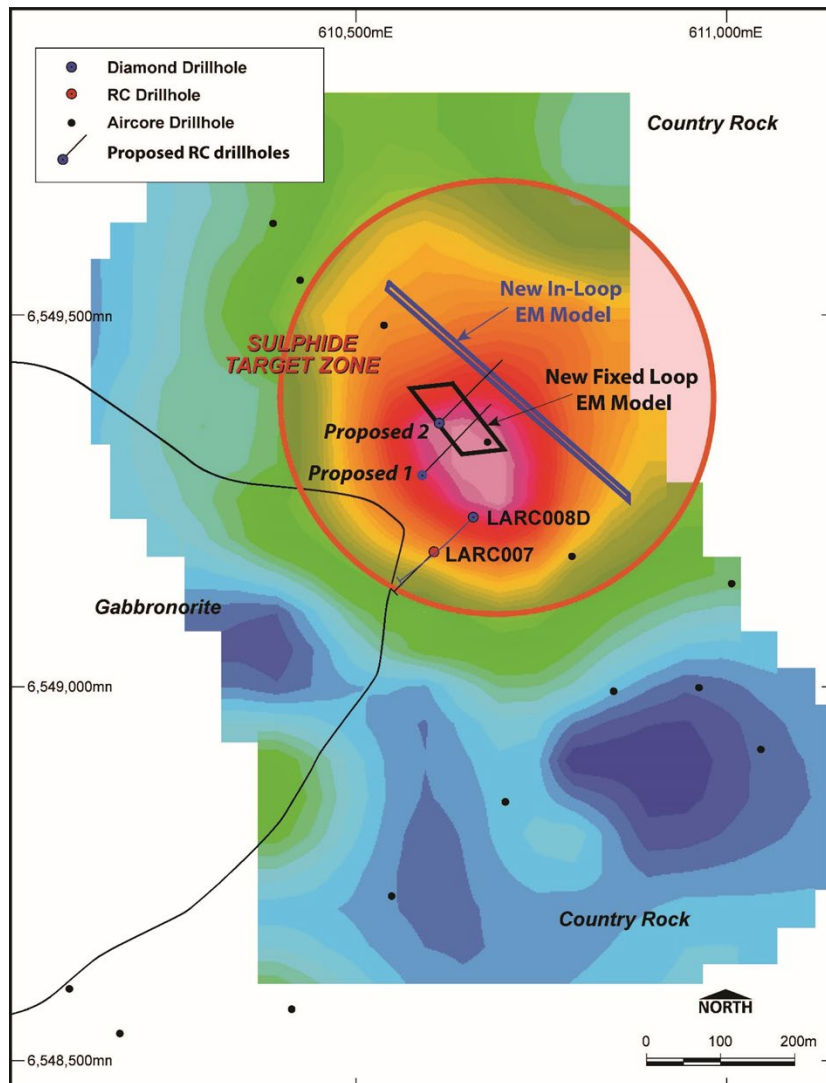 610,500mE
611,000mE
Diamond Drillhole
RC Drillhole
Aircore Drillhole
Proposed RC drillholes
Country Rock
6,549,500mn
New In-Loop
EM Model
SULPHIDE
TARGET ZONE
New Fixed Loop
EM Model
Proposed 2
Proposed 1
LARC008D
LARC007
Gabbronorite
6,549,000mn
Country Rock
NORTH
0 100 200m
6,548,500mn